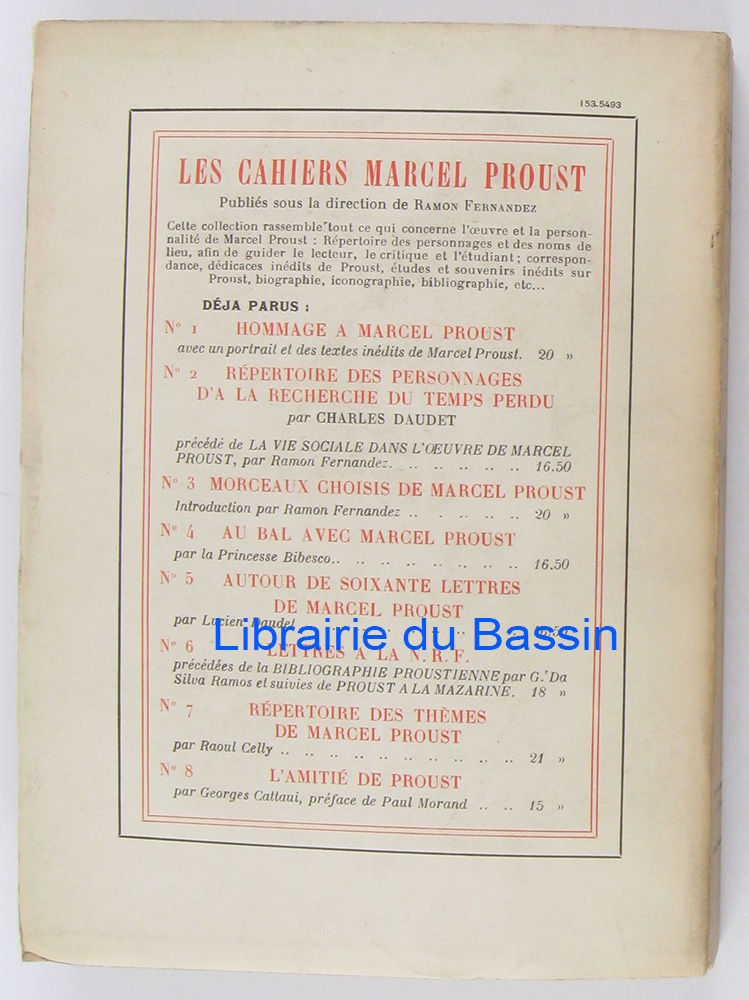 153.5493
LES CAHIERS MARCEL PROUST
Publiés sous la direction de RAMON FERNANDEZ
Cette collection rassemble tout ce qui concerne l'œuvre et la person-
nalité de Marcel Proust : Répertoire des personnages et des noms de
lieu, afin de guider le lecteur, le critique et l'étudiant ; correspon-
dance, dédicaces inédits de Proust, études et souvenirs inédits sur
Proust, biographie, iconographie, bibliographie, etc...
DÉJA PARUS :
N° 1 HOMMAGE A MARCEL PROUST
avec un portrait et des textes inédits de Marcel Proust. 20 »
N° 2 RÉPERTOIRE DES PERSONNAGES
D'A LA RECHERCHE DU TEMPS PERDU
par CHARLES DAUDET
précédé de LA VIE SOCIALE DANS L'ŒUVRE DE MARCEL
PROUST, par Ramon Fernandez. .. .. .. .. .. 16.50
N° 3 MORCEAUX CHOISIS DE MARCEL PROUST
Introduction par Ramon Fernandez .. . .. .. .. 20 »
N° 4 AU BAL AVEC MARCEL PROUST
par la Princesse Bibesco.. .. .. .. .. .. .. .. 16.50
N° 5 AUTOUR DE SOIXANTE LETTRES
DE MARCEL PROUST
par Lucien Daudet
Librairie du Bassin
N° 6 LETTRES A LA N.R.F.
précédées de la BIBLIOGRAPHIE PROUSTIENNE par G. Da
Silva Ramos et suivies de PROUST A LA MAZARINE. 18 »
N° 7 RÉPERTOIRE DES THÈMES
DE MARCEL PROUST
par Raoul Celly .. .. .. .. .. .. .. .. .. .. 21 »
N° 8 L'AMITIÉ DE PROUST
par Georges Cattaui, préface de Paul Morand .. .. 15 »